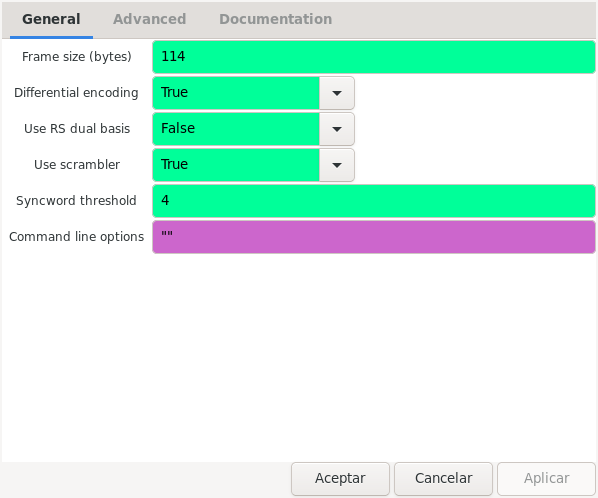 General Advanced Documentation
Frame size (bytes) 114
Differential encoding True
Use RS dual basis False
Use scrambler True
Syncword threshold 4
Command line options ""
Aceptar Cancelar Aplicar